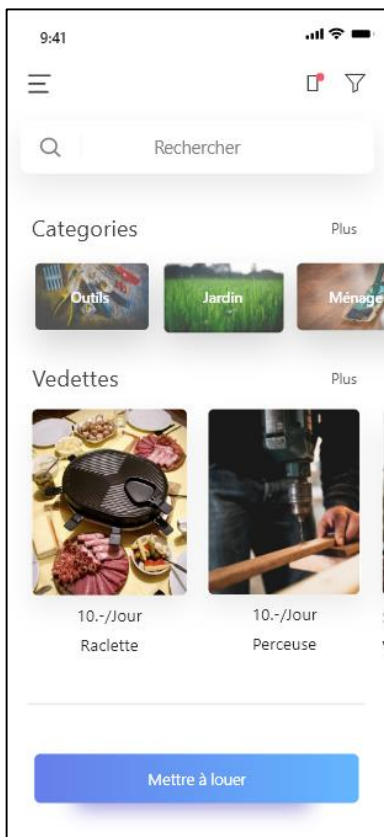 9:41
Rechercher
Categories Plus
Outils Jardin Ménage
Vedettes Plus
10.-/Jour 10.-/Jour
Raclette Perceuse
Mettre à louer